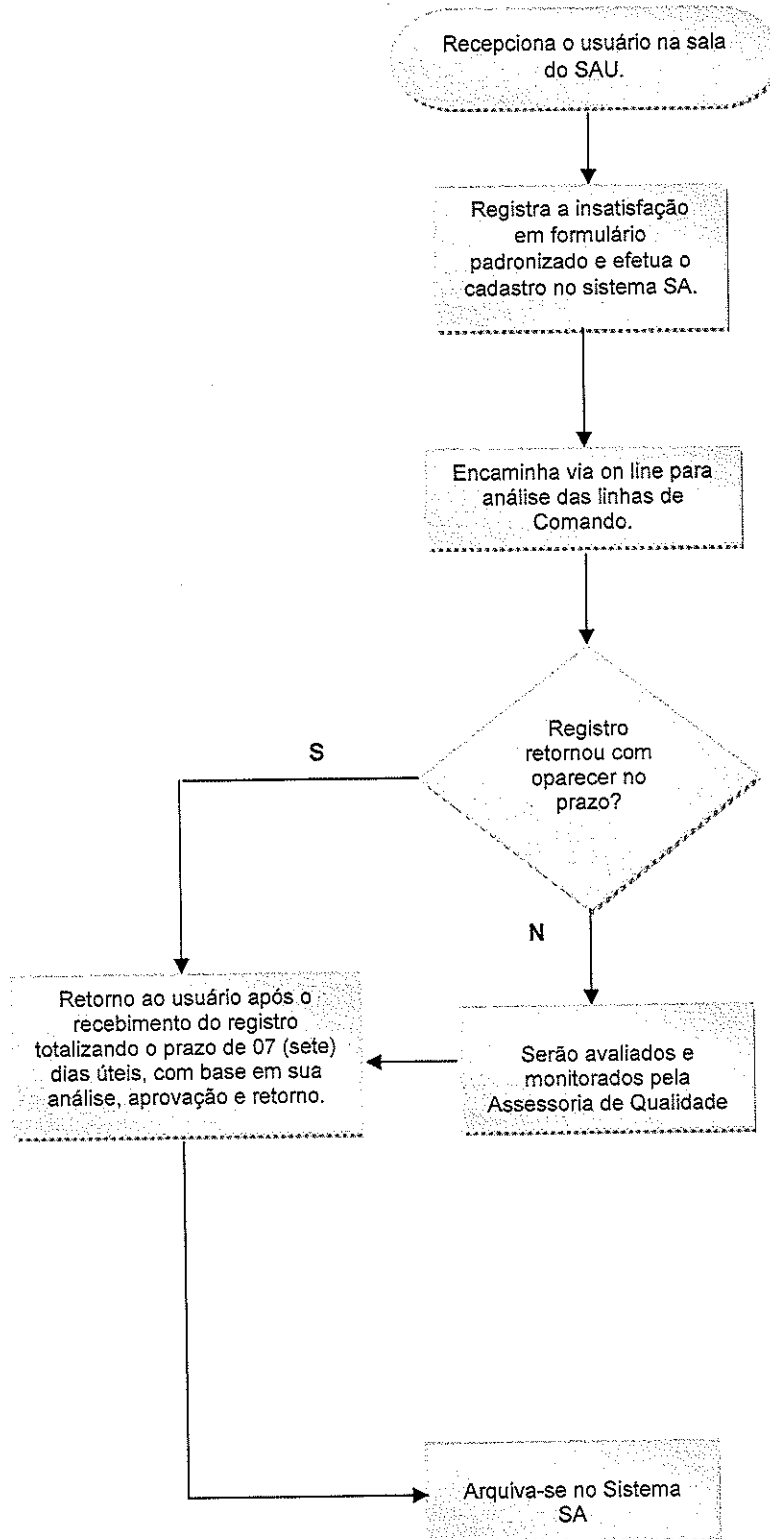 Recepciona o usuário na sala
do SAU.
Registra a insatisfação
em formulário
padronizado e efetua o
cadastro no sistema SA.
Encaminha via on line para
análise das linhas de
Comando.
Registro
retornou com
oparecer no
prazo?
S
N
Retorno ao usuário após o
recebimento do registro
totalizando o prazo de 07 (sete)
dias úteis, com base em sua
análise, aprovação e retorno.
Serão avaliados e
monitorados pela
Assessoria de Qualidade
Arquiva-se no Sistema
SA